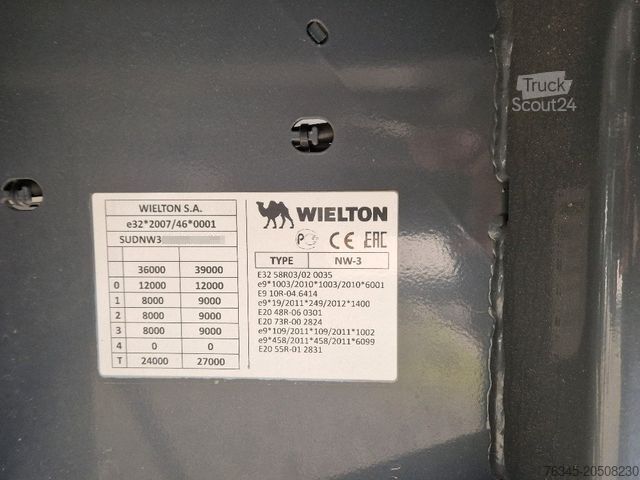 Truck
Scout24
WIELTON S.A.
e32*2007/46*0001
SUDNW3
36000 39000
0 12000 12000
1 8000 9000
2 8000 9000
3 8000 9000
4 0 0
T 24000 27000
WIELTON
CE EAC
TYPE NW-3
E32 58R03/02 0035
e9*1003/2010*1003/2010*6001
E9 10R-04.6414
e9*19/2011*249/2012*1400
E20 48R-06 0301
E20 73R-00 2824
e9*109/2011*109/2011*1002
e9*458/2011*458/2011*6099
E20 55R-01 2831
76345-20508230